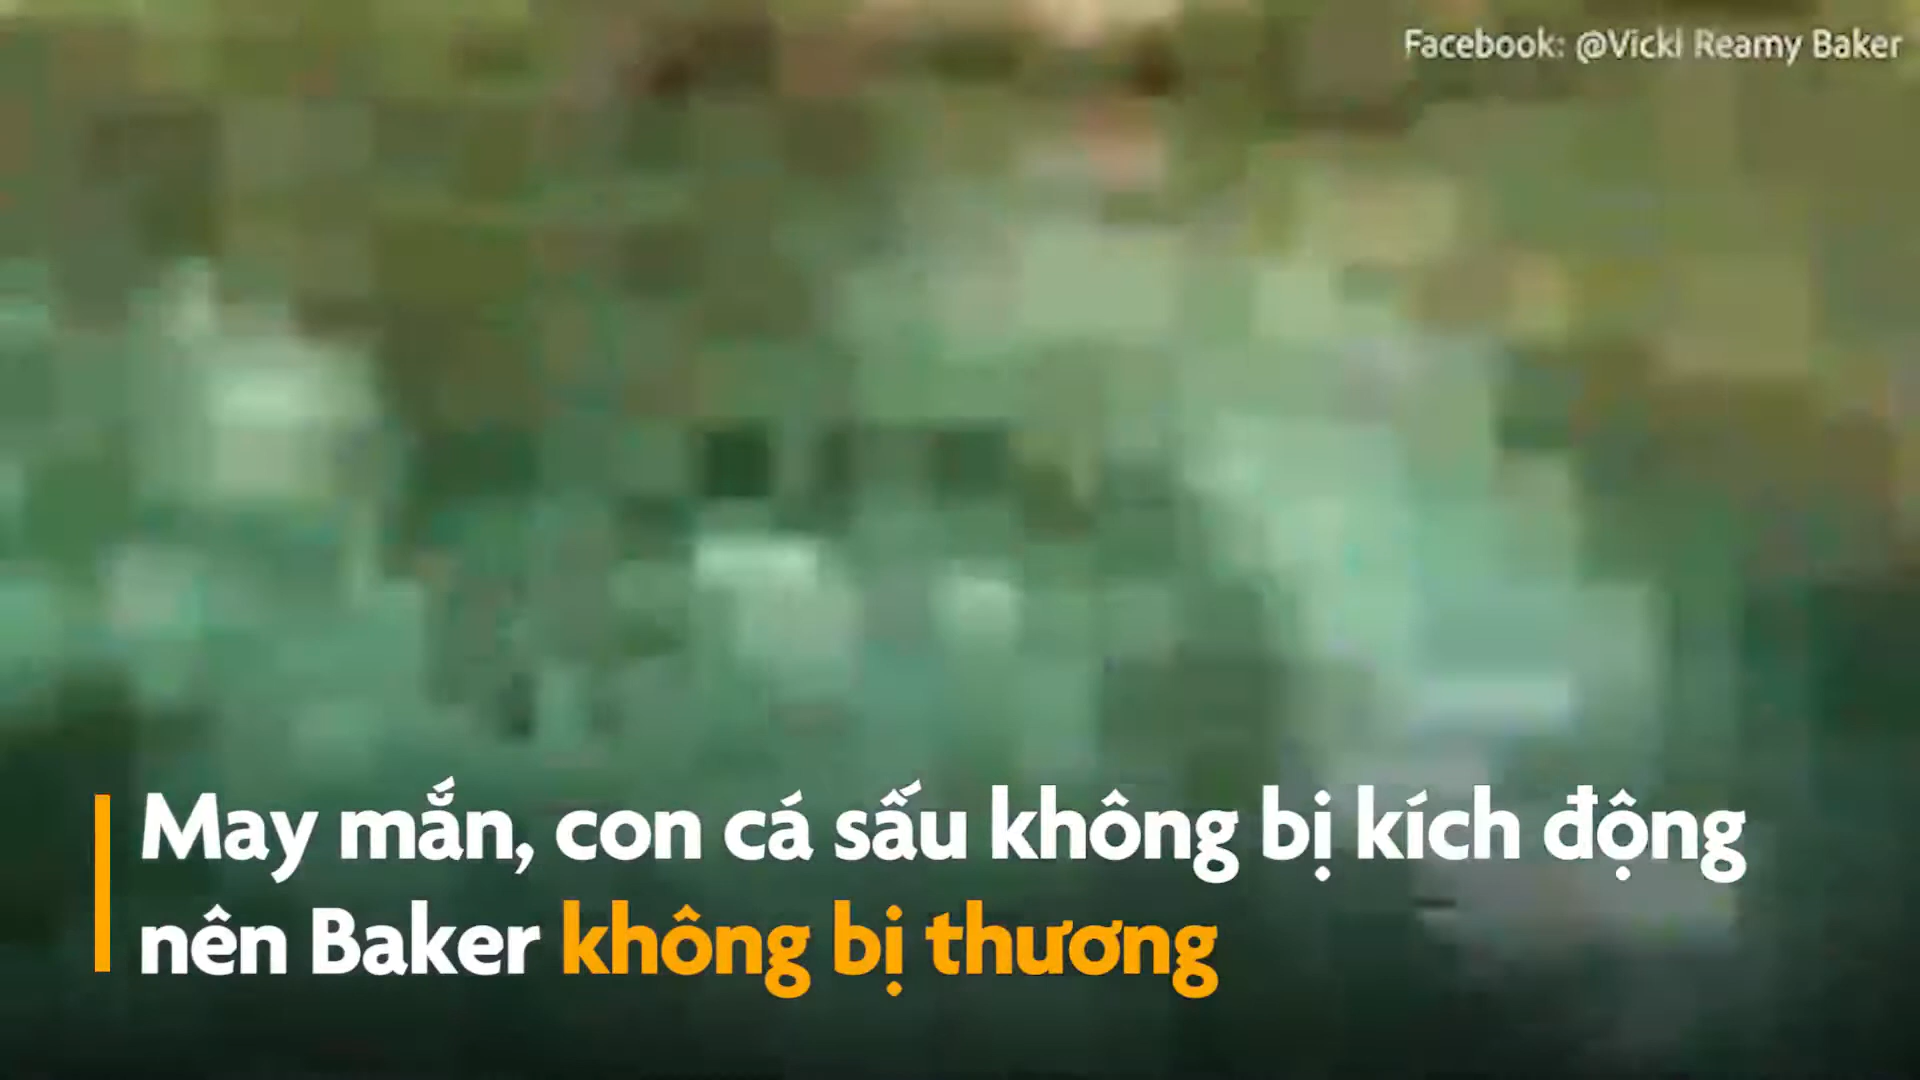 Facebook: @Vicki Reamy Baker
May mắn, con cá sấu không bị kích động
nên Baker không bị thương